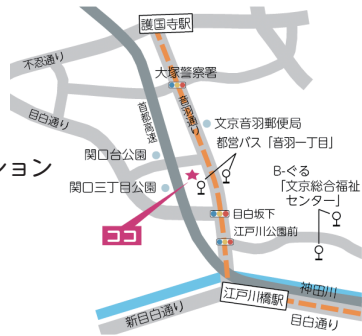 護国寺駅
不忍通り
大塚警察署
目白通り
首都高速
音羽通り
文京音羽郵便局
都営バス「音羽一丁目」
関口台公園
ション
関口三丁目公園
B-ぐる
「文京総合福祉
センター」
ココ
目白坂下
江戸川公園前
江戸川橋駅
神田川
新目白通り
目白通り